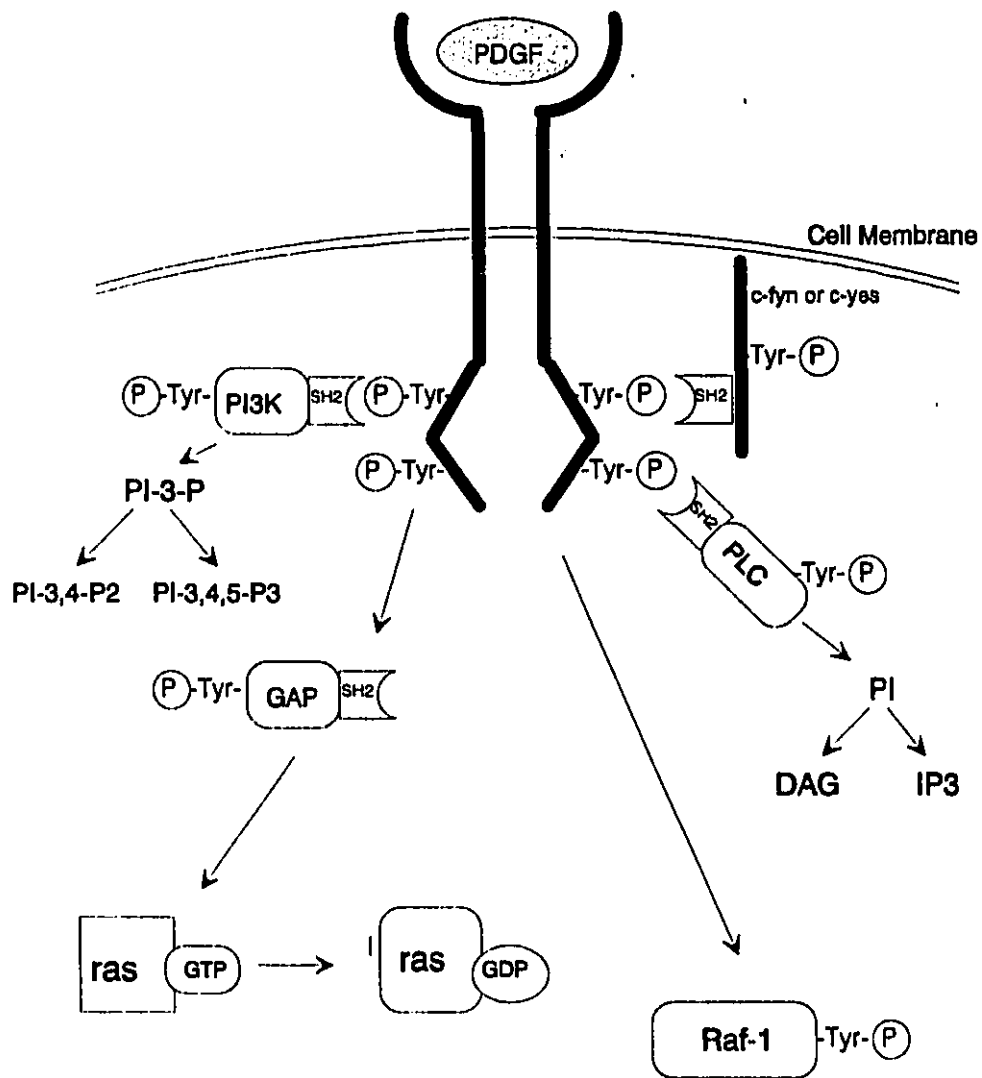 PDGF
Cell Membrane
c-fyn or c-yes
Tyr-P
P-Tyr-PI3K SH2 P-Tyr-
-Tyr-P SH2
P-Tyr-
-Tyr-P
PI-3-P
SH2
PLC -Tyr-P
PI-3,4-P2 PI-3,4,5-P3
P-Tyr- GAP SH2
PI
DAG IP3
ras GTP
ras GDP
Raf-1 -Tyr-P